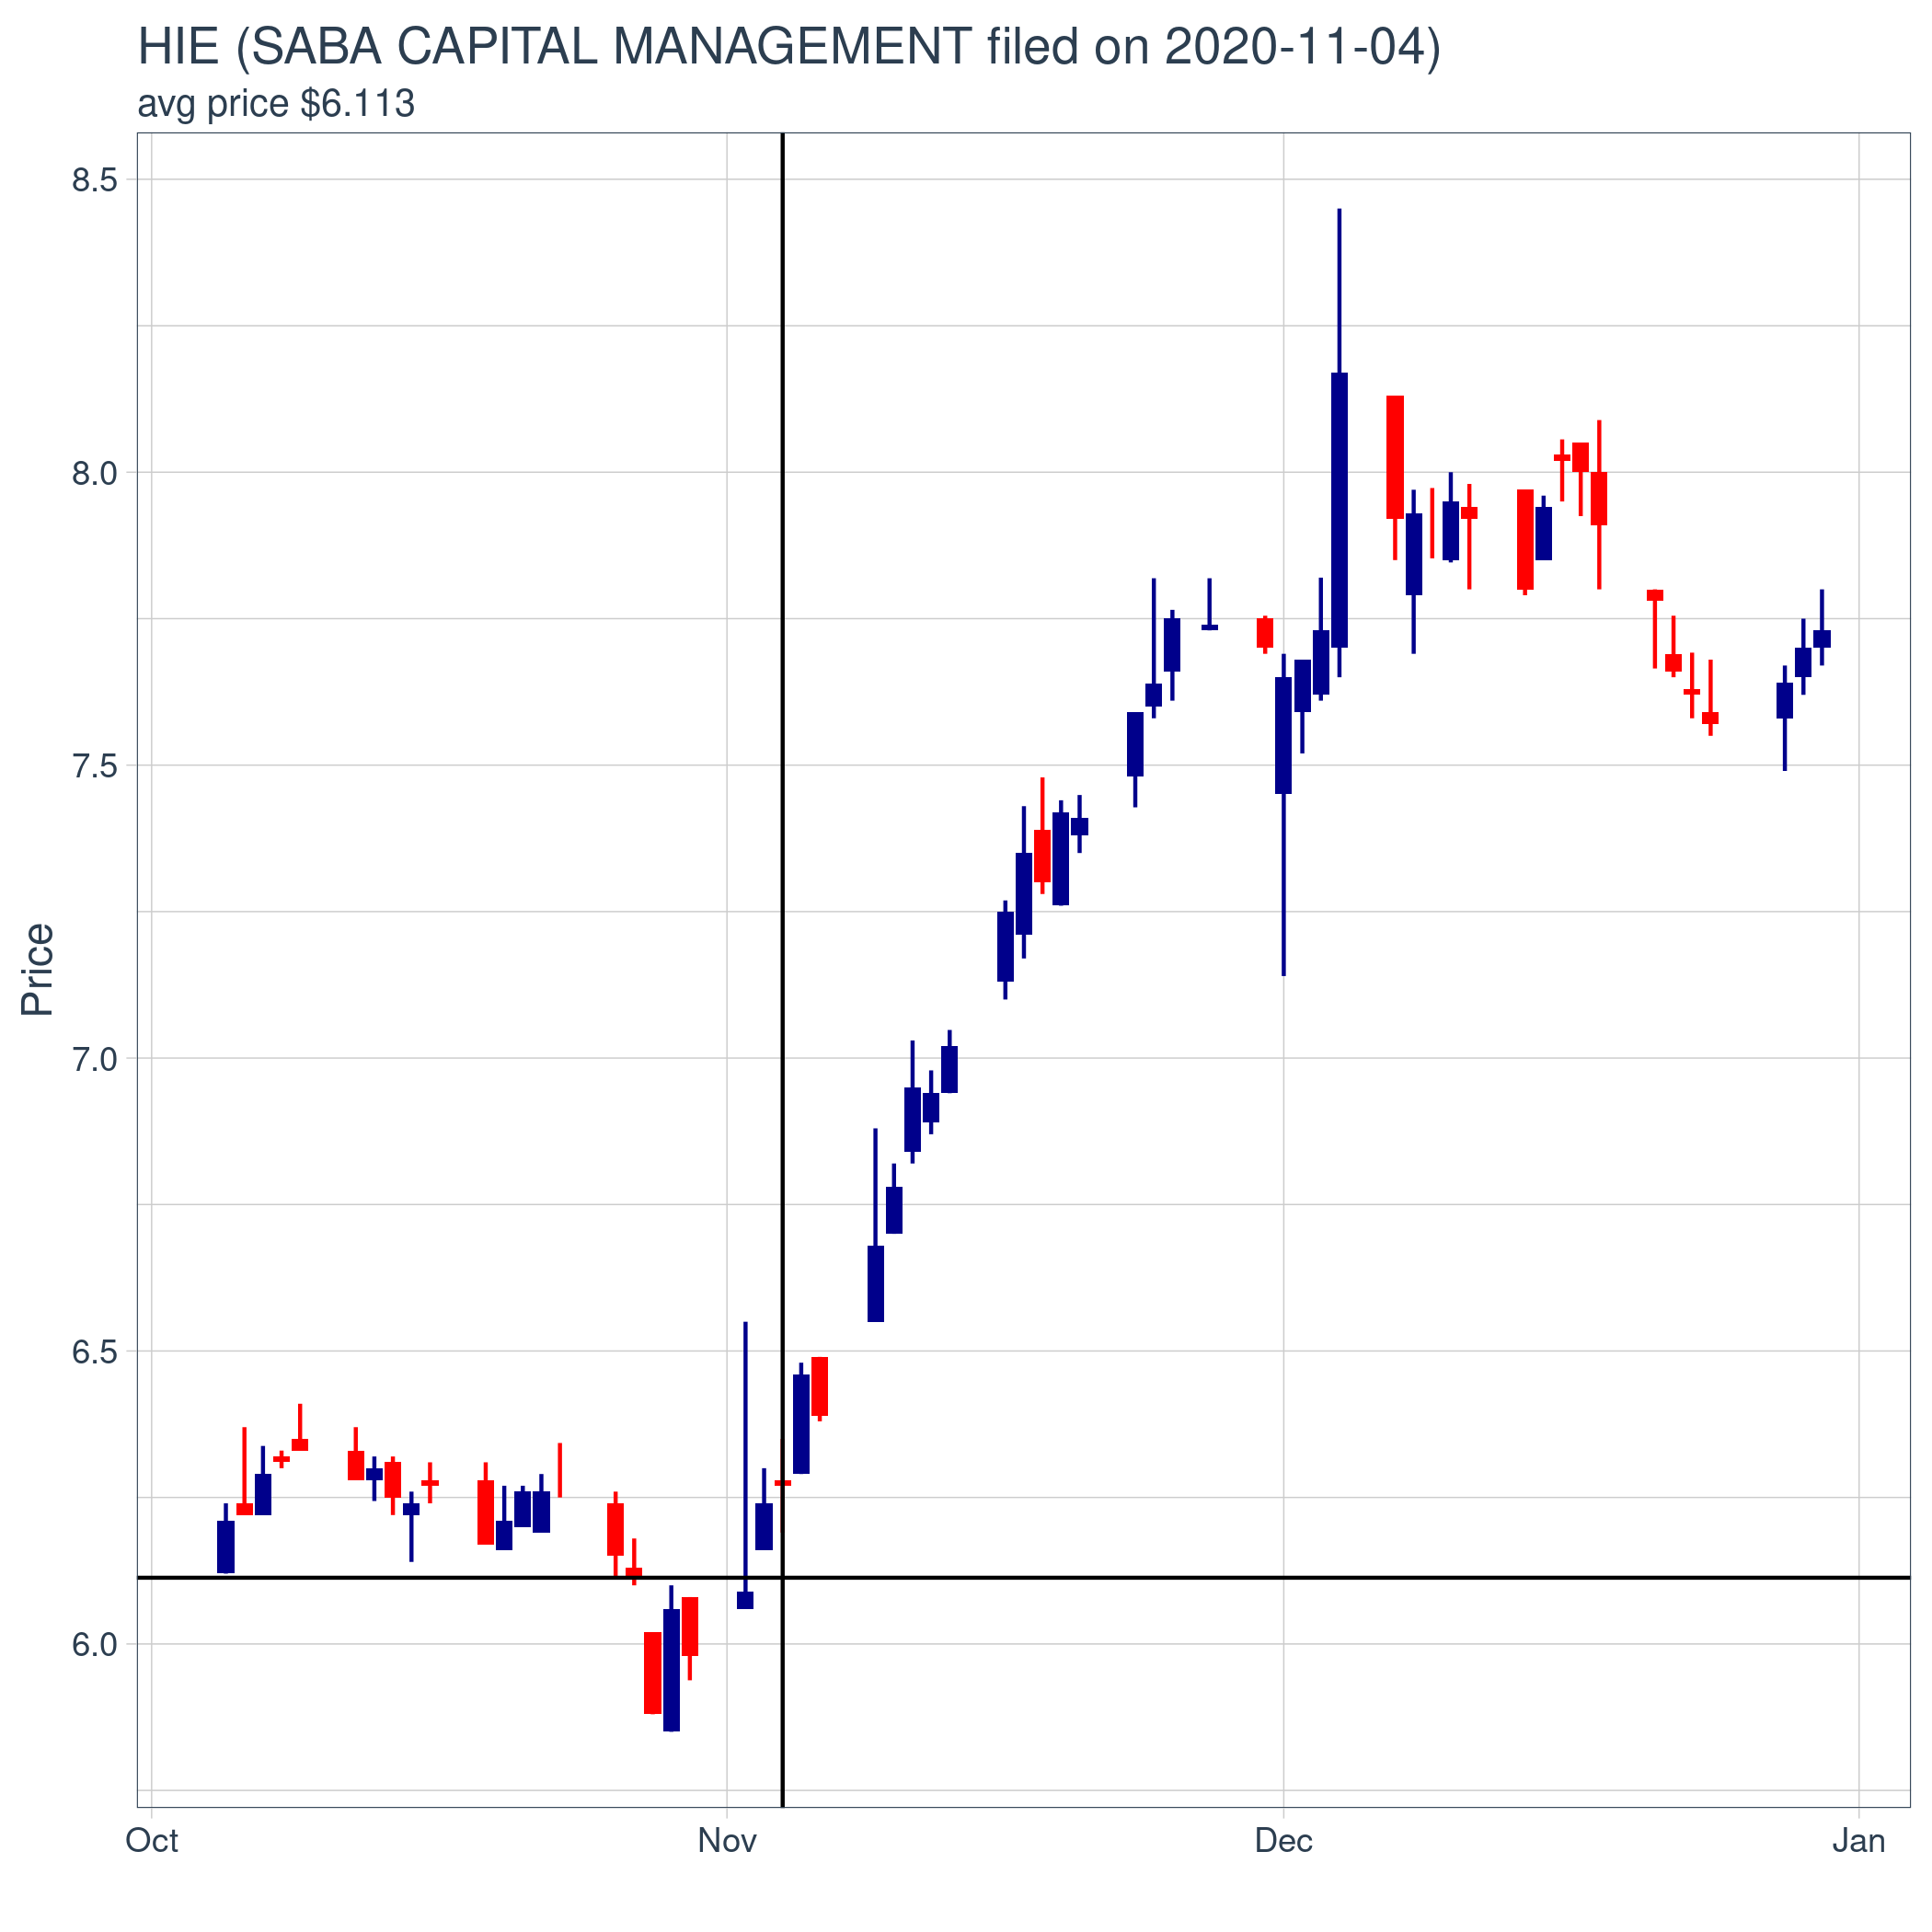 HIE (SABA CAPITAL MANAGEMENT filed on 2020-11-04)
avg price $6.113
8.5
8.0
7.5
7.0
6.5
6.0
Price
Oct Nov Dec Jan